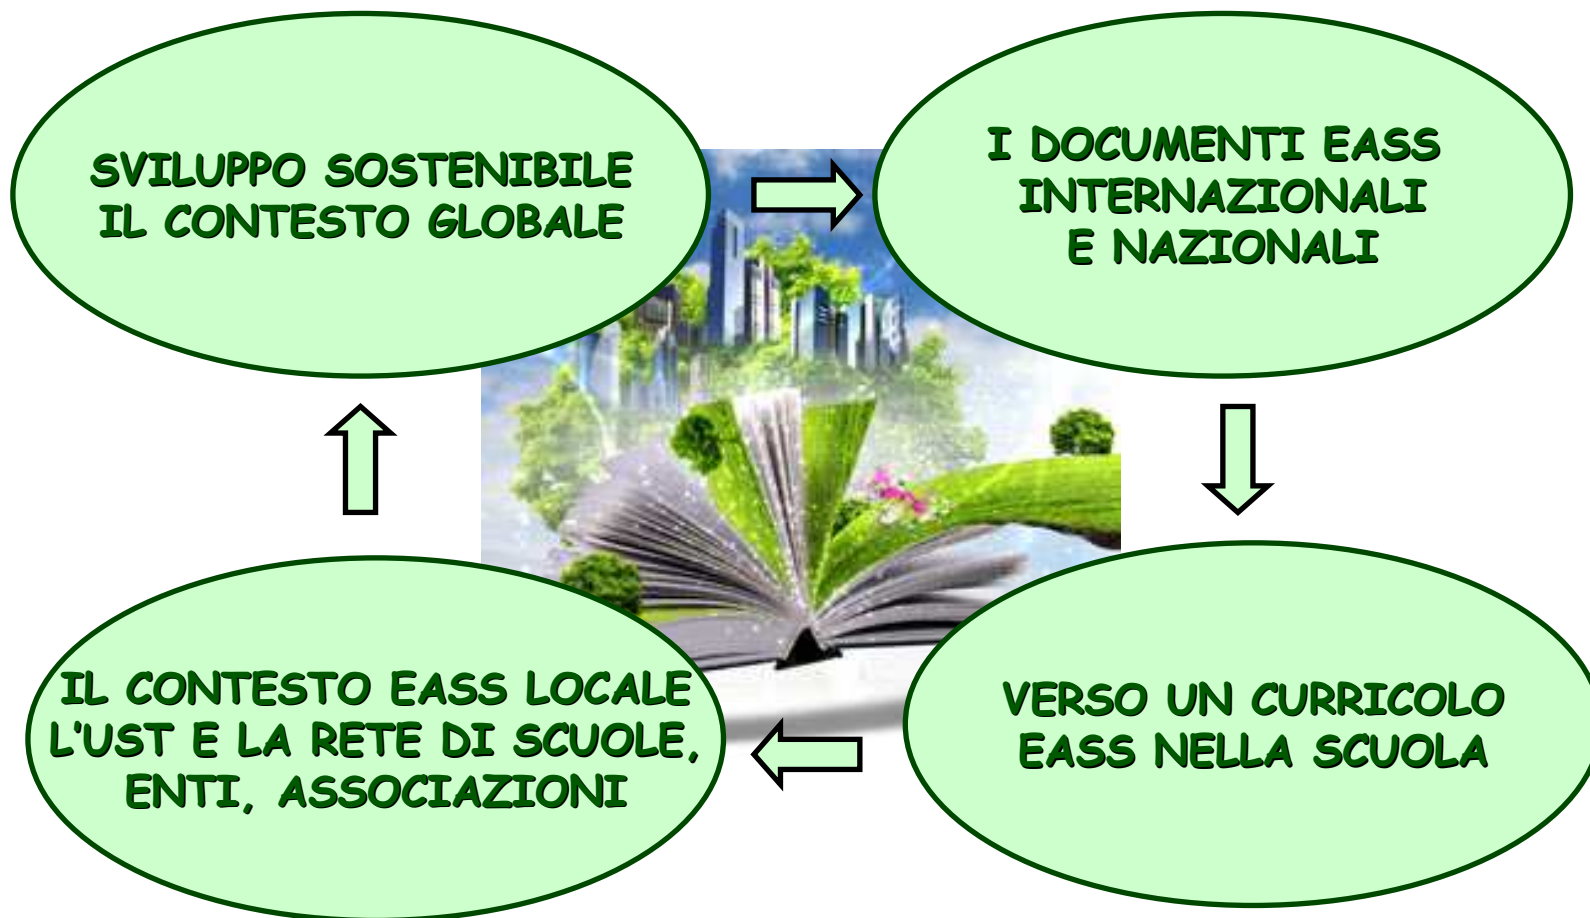 SVILUPPO SOSTENIBILE
IL CONTESTO GLOBALE
I DOCUMENTI EASS
INTERNAZIONALI
E NAZIONALI
VERSO UN CURRICOLO
EASS NELLA SCUOLA
IL CONTESTO EASS LOCALE
L'UST E LA RETE DI SCUOLE,
ENTI, ASSOCIAZIONI